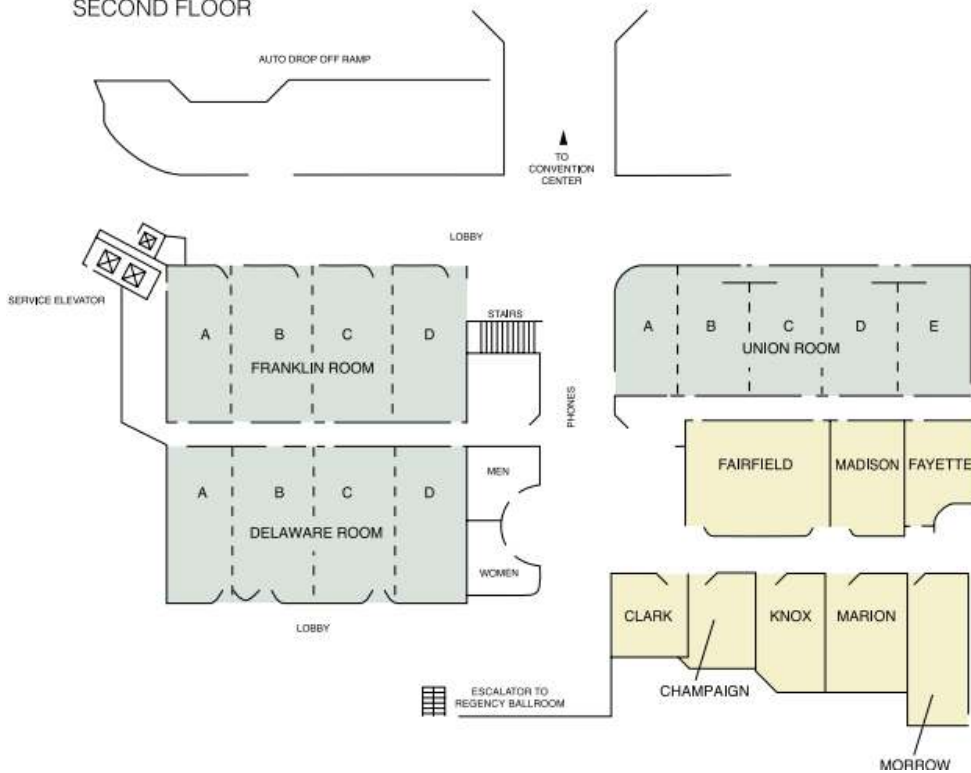 SECOND FLOOR
AUTO DROP OFF RAMP
TO
CONVENTION
CENTER
LOBBY
SERVICE ELEVATOR
STAIRS
A
B
C
D
FRANKLIN ROOM
A
B
C
D
E
UNION ROOM
PHONES
FAIRFIELD
MADISON
FAYETTE
A
B
C
D
DELAWARE ROOM
MEN
WOMEN
LOBBY
CLARK
KNOX
MARION
CHAMPAIGN
ESCALATOR TO
REGENCY BALLROOM
MORROW